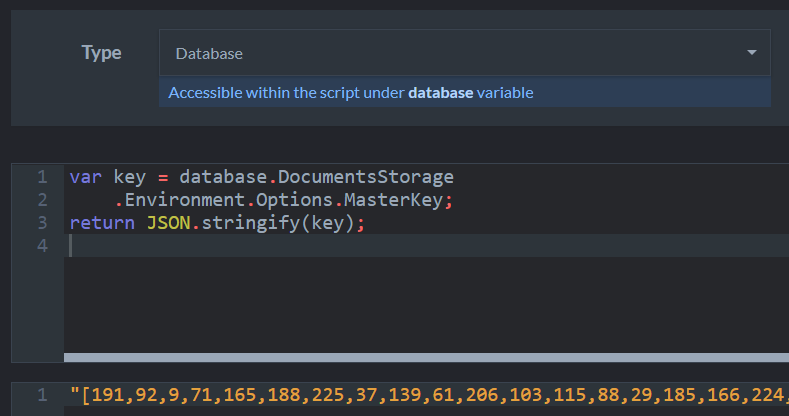 Type Database
Accessible within the script under database variable
1 var key = database.DocumentsStorage
2 .Environment.Options.MasterKey;
3 return JSON.stringify(key);
4
1 "[191,92,9,71,165,188,225,37,139,61,206,103,115,88,29,185,166,224,